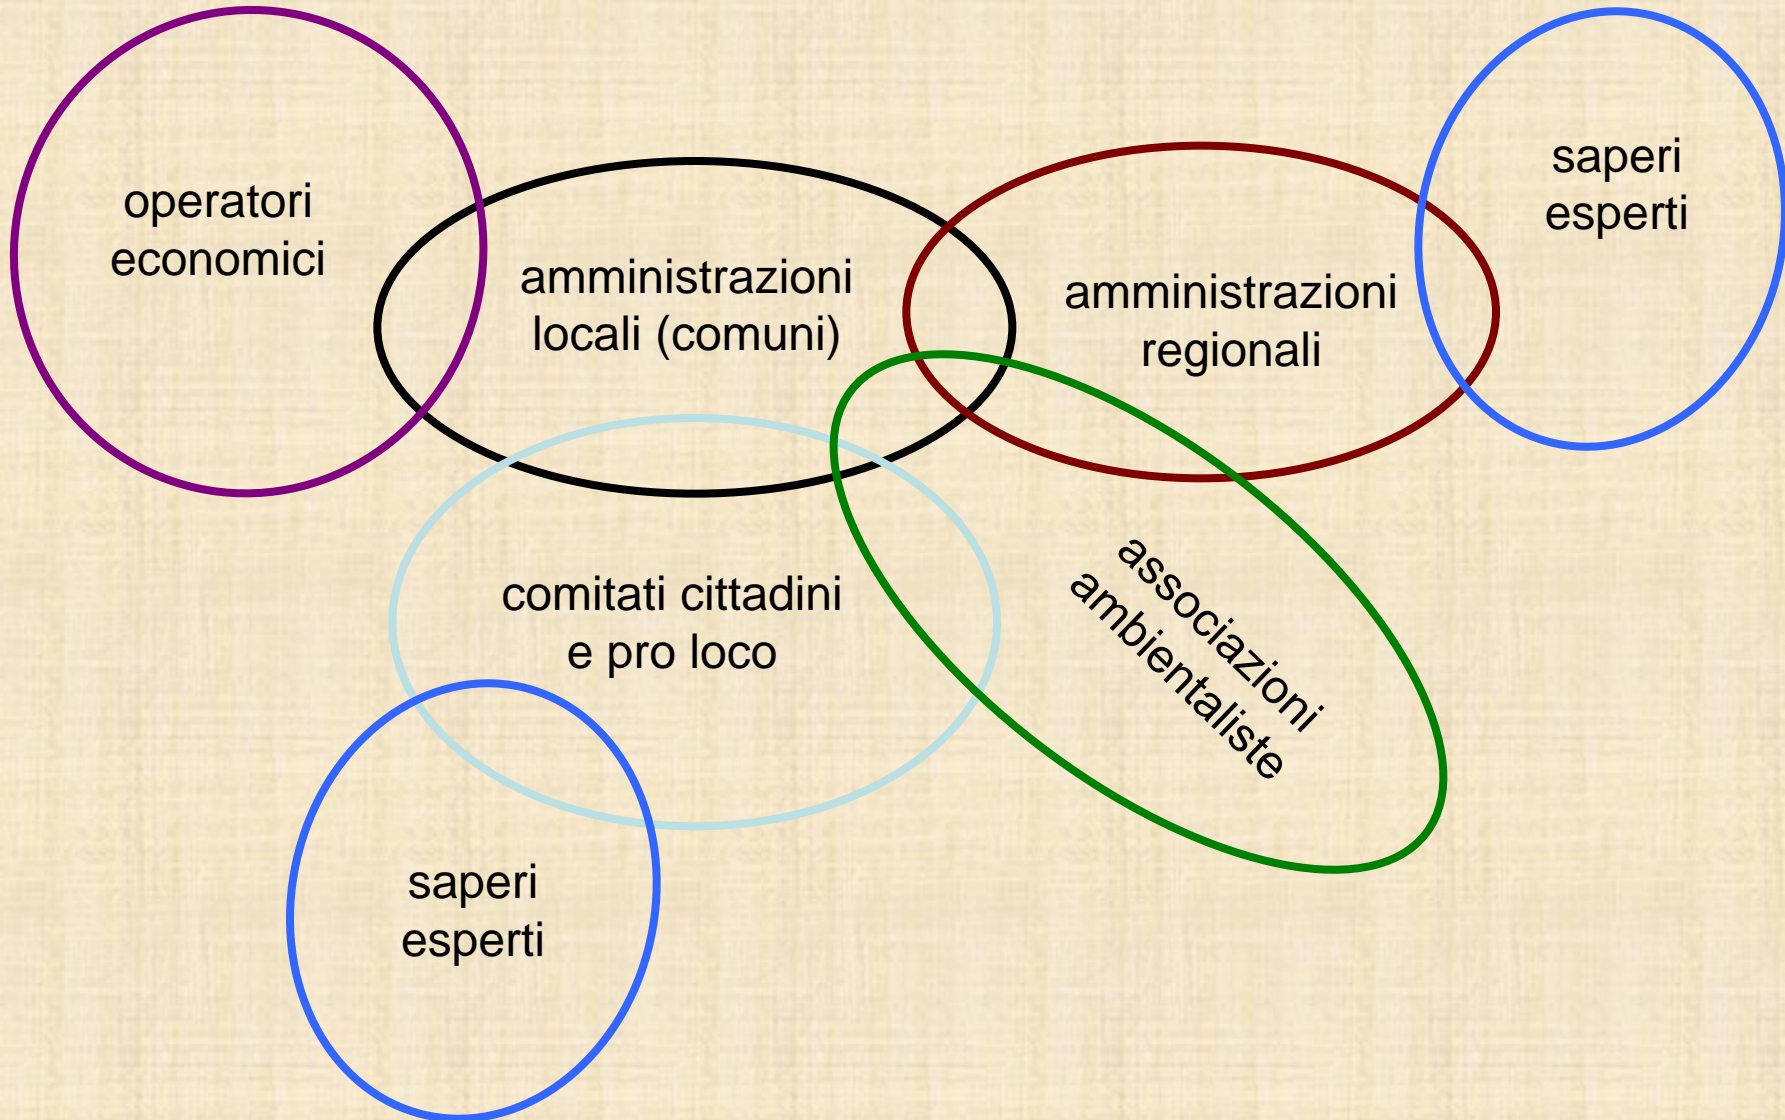 operatori
economici
amministrazioni
locali (comuni)
amministrazioni
regionali
saperi
esperti
comitati cittadini
e pro loco
associazioni
ambientaliste
saperi
esperti